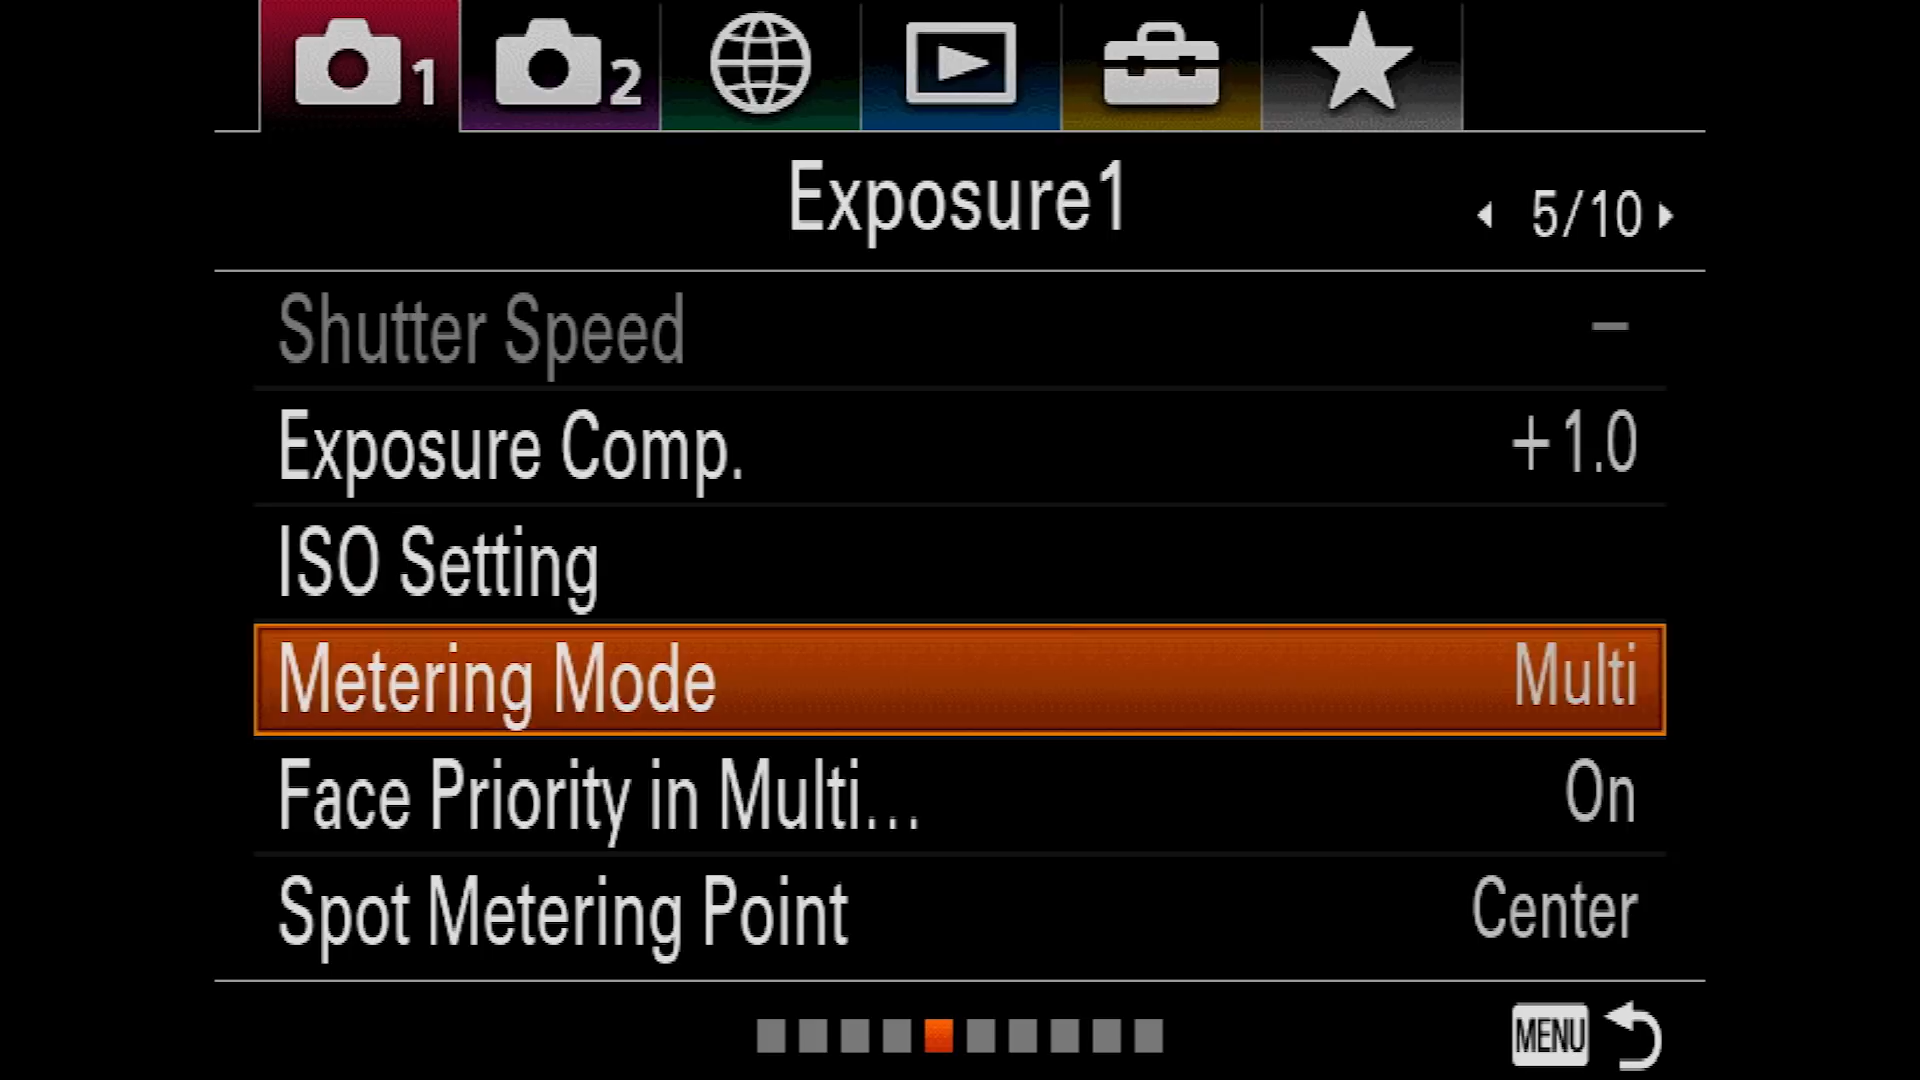 1 2
Exposure1
5/10
Shutter Speed –
Exposure Comp. +1.0
ISO Setting
Metering Mode Multi
Face Priority in Multi... On
Spot Metering Point Center
MENU